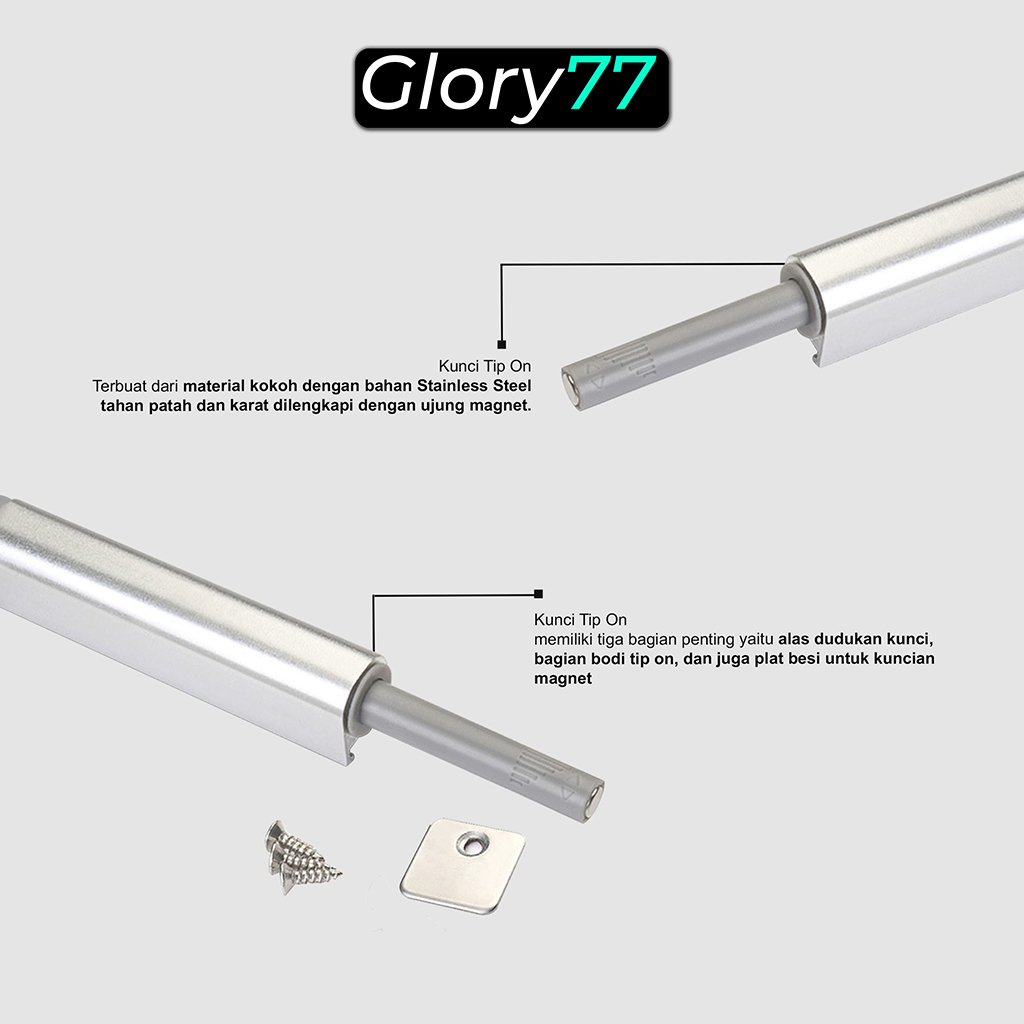 Glory77
Kunci Tip On
Terbuat dari material kokoh dengan bahan Stainless Steel
tahan patah dan karat dilengkapi dengan ujung magnet.
Kunci Tip On
memiliki tiga bagian penting yaitu alas dudukan kunci,
bagian bodi tip on, dan juga plat besi untuk kuncian
magnet